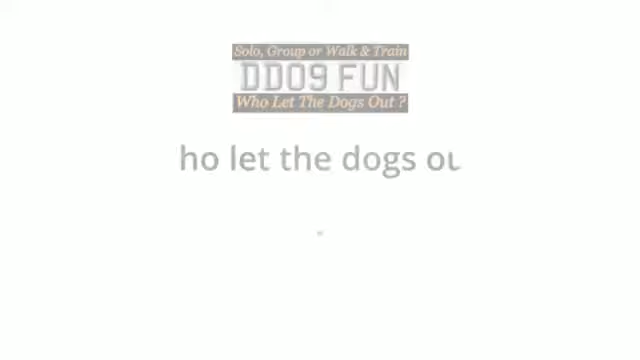 Solo, Group or Walk & Train
DD09 FUN
Who Let The Dogs Out ?
ho let the dogs ou